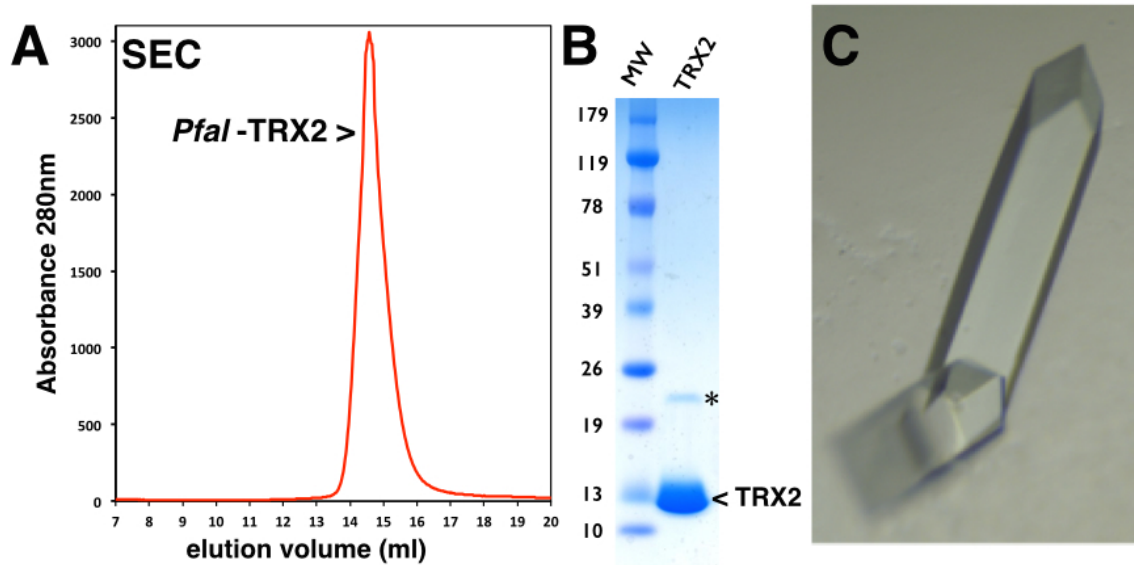 A
SEC
Pfal -TRX2 >
Absorbance 280nm
3000
2500
2000
1500
1000
500
0
7 8 9 10 11 12 13 14 15 16 17 18 19 20
elution volume (ml)
B
MW TRX2
179
119
78
51
39
26
*
19
13
< TRX2
10
C